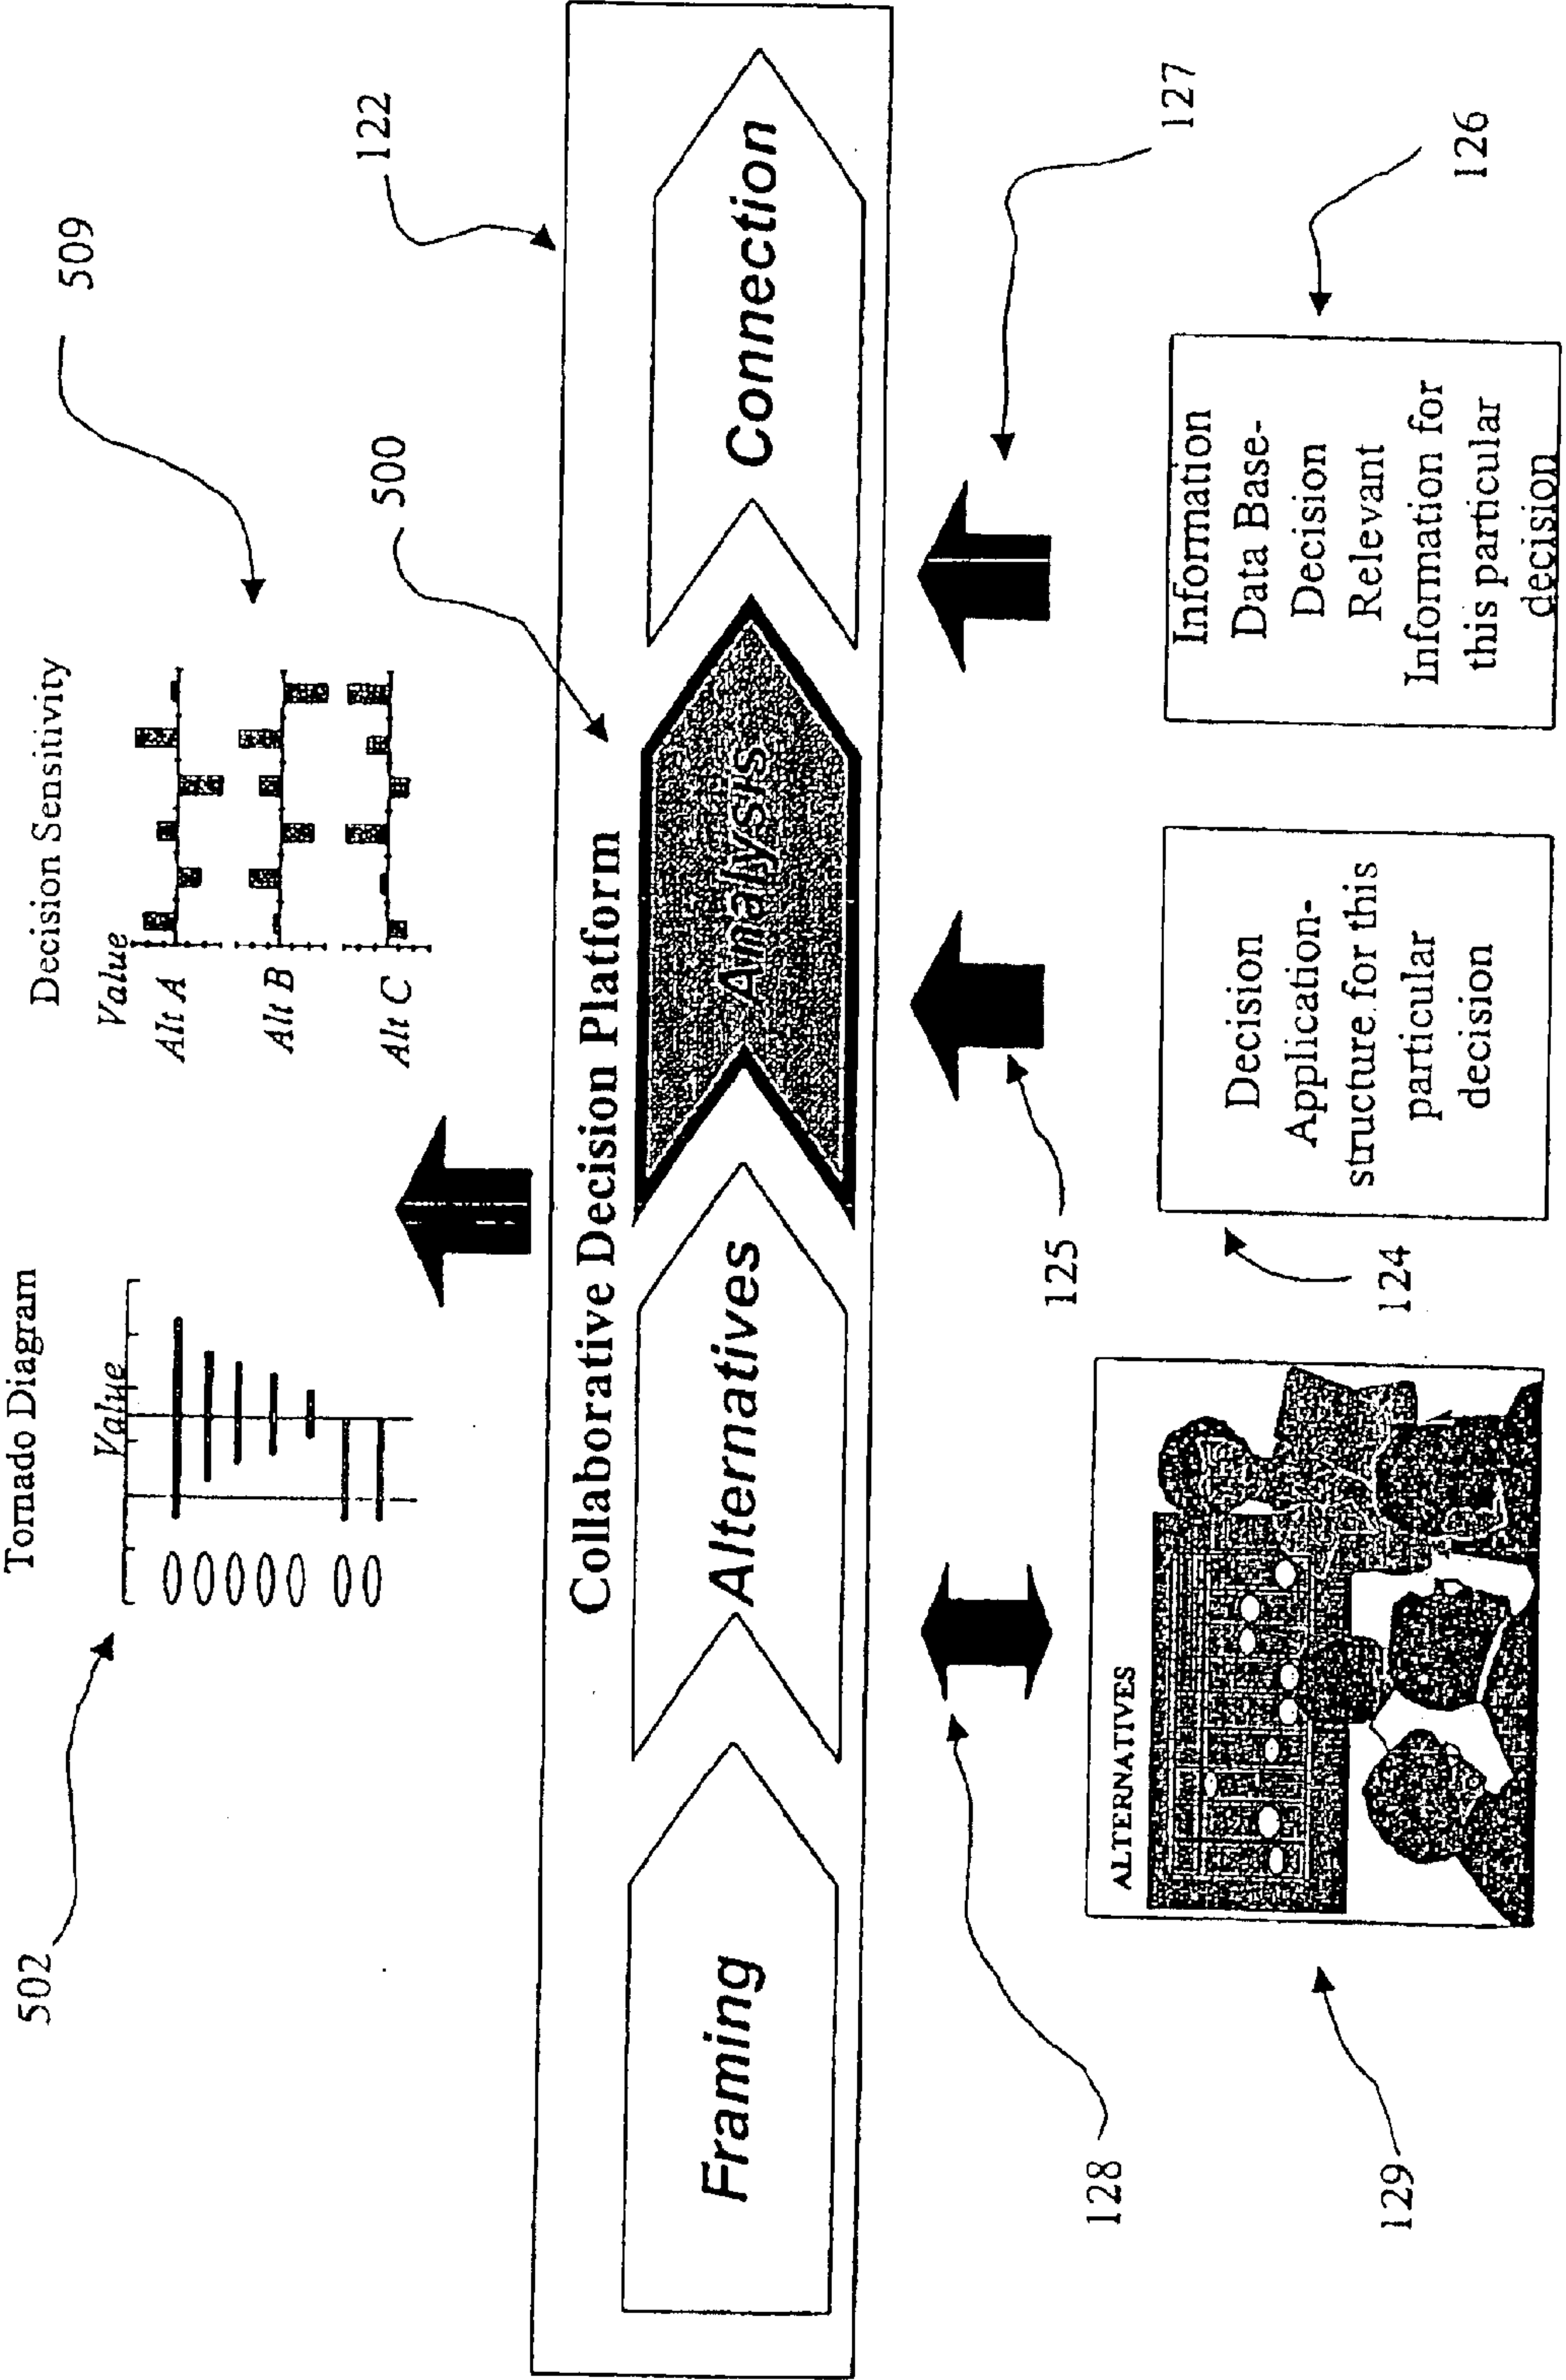 Tornado Diagram
Value
502
Decision Sensitivity
Value
Alt A
Alt B
Alt C
509
122
500
Collaborative Decision Platform
Framing
Alternatives
Analysis
Connection
128
125
127
ALTERNATIVES
129
Decision
Application-
structure for this
particular
decision
124
Information
Data Base-
Decision
Relevant
Information for
this particular
decision
126